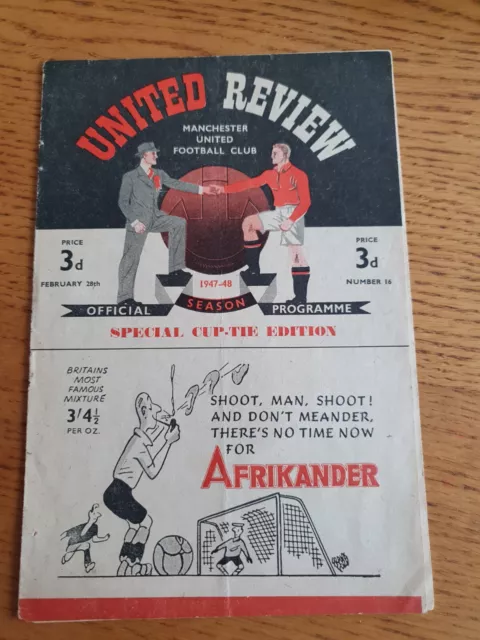 UNITED REVIEW
MANCHESTER
UNITED
FOOTBALL CLUB
PRICE
3d
FEBRUARY 28th
PRICE
3d
NUMBER 16
1947-48
OFFICIAL SEASON PROGRAMME
SPECIAL CUP-TIE EDITION
BRITAINS
MOST
FAMOUS
MIXTURE
3/4½
PER OZ.
SHOOT, MAN, SHOOT!
AND DON'T MEANDER,
THERE'S NO TIME NOW
FOR
AFRIKANDER